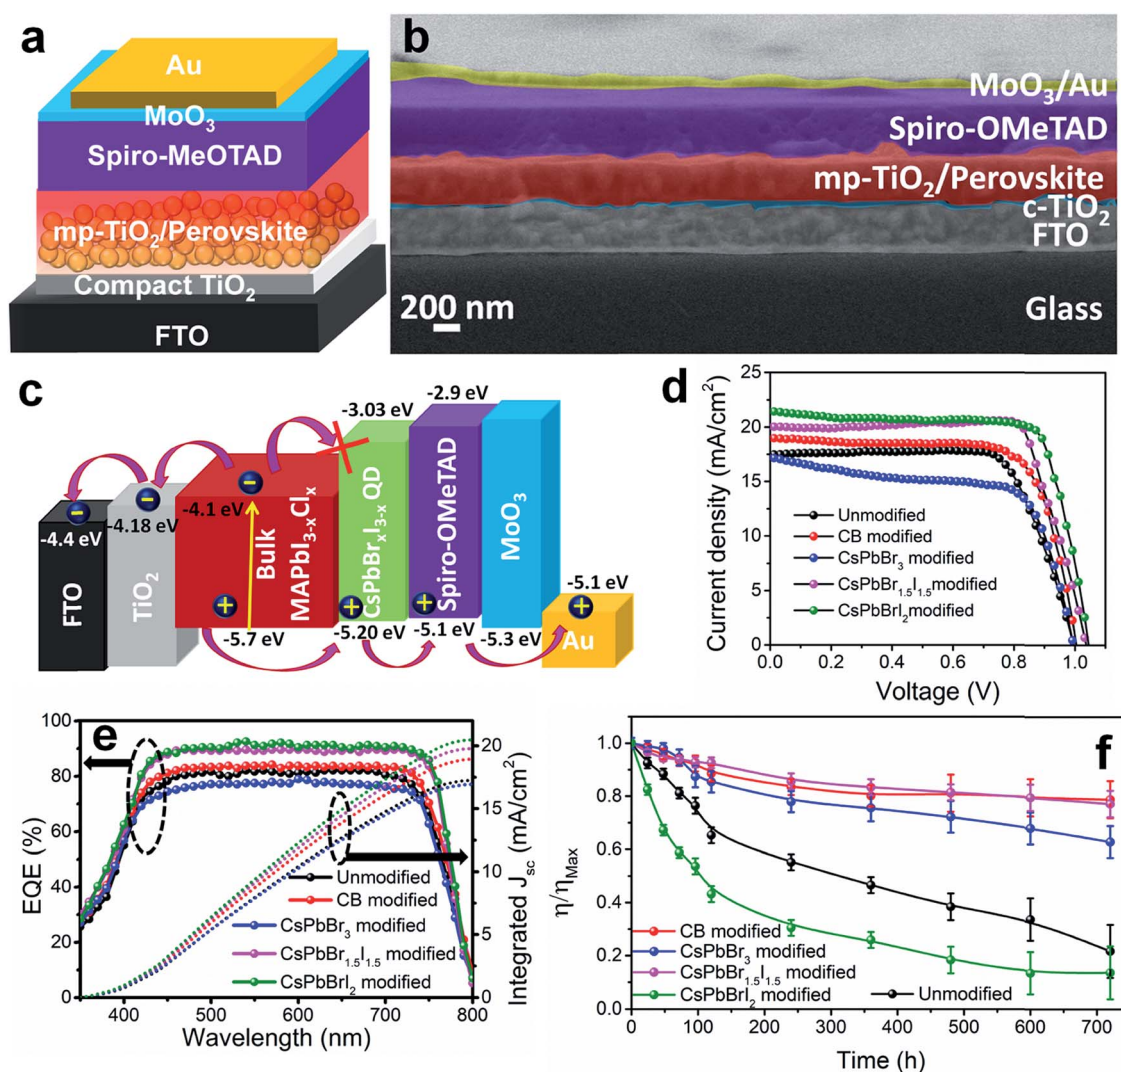 a
Au
MoO₃
Spiro-MeOTAD
mp-TiO₂/Perovskite
Compact TiO₂
FTO
b
MoO₃/Au
Spiro-OMeTAD
mp-TiO₂/Perovskite
c-TiO₂
FTO
Glass
200 nm
c
-4.4 eV
FTO
-4.18 eV
TiO₂
-4.1 eV
Bulk
MAPbI₃₋ₓClₓ
-5.7 eV
-3.03 eV
CsPbBrₓI₃₋ₓ QD
-5.20 eV
-2.9 eV
Spiro-OMeTAD
-5.1 eV
MoO₃
-5.3 eV
-5.1 eV
Au
d
Current density (mA/cm²)
25
20
15
10
5
0
Unmodified
CB modified
CsPbBr₃ modified
CsPbBr₁.₅I₁.₅modified
CsPbBrI₂modified
0.0 0.2 0.4 0.6 0.8 1.0
Voltage (V)
e
EQE (%)
100
80
60
40
20
0
Unmodified
CB modified
CsPbBr₃ modified
CsPbBr₁.₅I₁.₅ modified
CsPbBrI₂ modified
20
15
10
5
0
Integrated Jsc (mA/cm²)
400 500 600 700 800
Wavelength (nm)
f
η/ηMax
1.0
0.8
0.6
0.4
0.2
0.0
CB modified
CsPbBr₃ modified
CsPbBr₁.₅I₁.₅ modified
CsPbBrI₂ modified
Unmodified
0 100 200 300 400 500 600 700
Time (h)